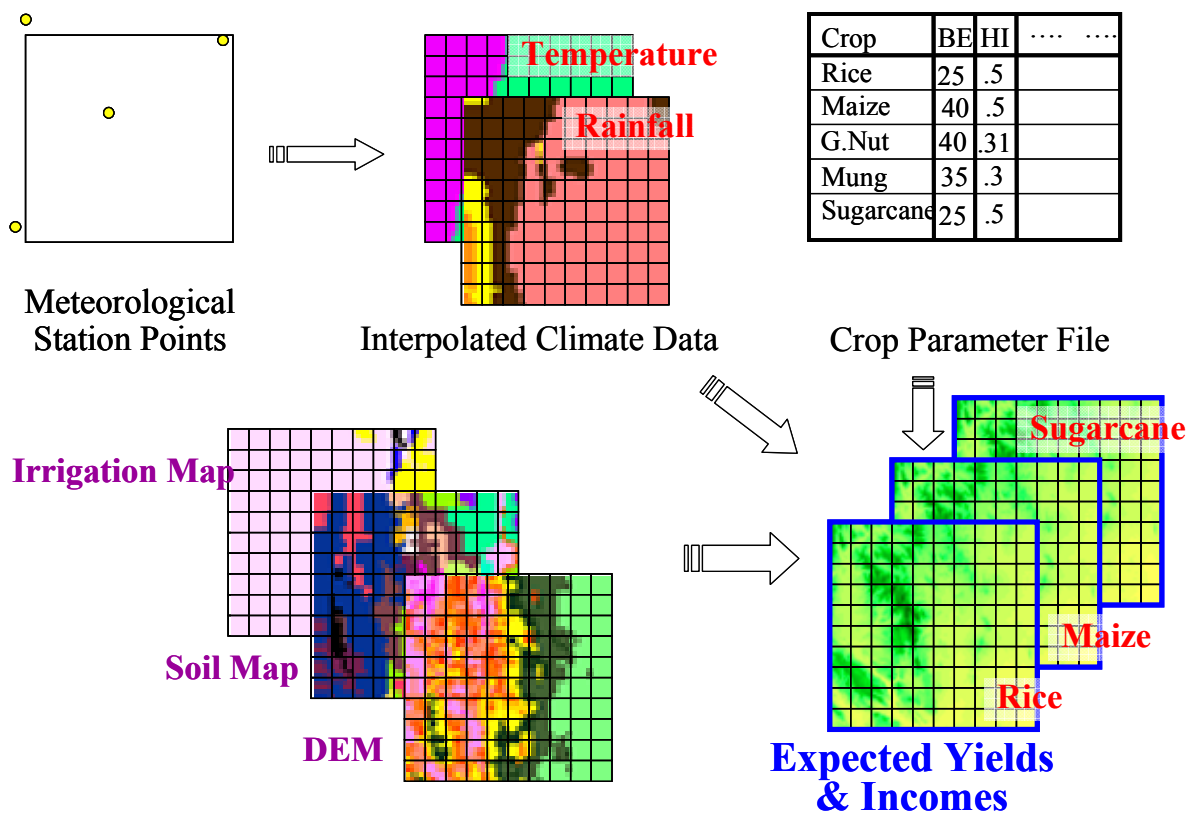 Temperature
Rainfall
Crop BE HI .... ....
Rice 25 .5
Maize 40 .5
G.Nut 40 .31
Mung 35 .3
Sugarcane 25 .5
Meteorological
Station Points
Interpolated Climate Data
Crop Parameter File
Irrigation Map
Soil Map
DEM
Sugarcane
Maize
Rice
Expected Yields
& Incomes